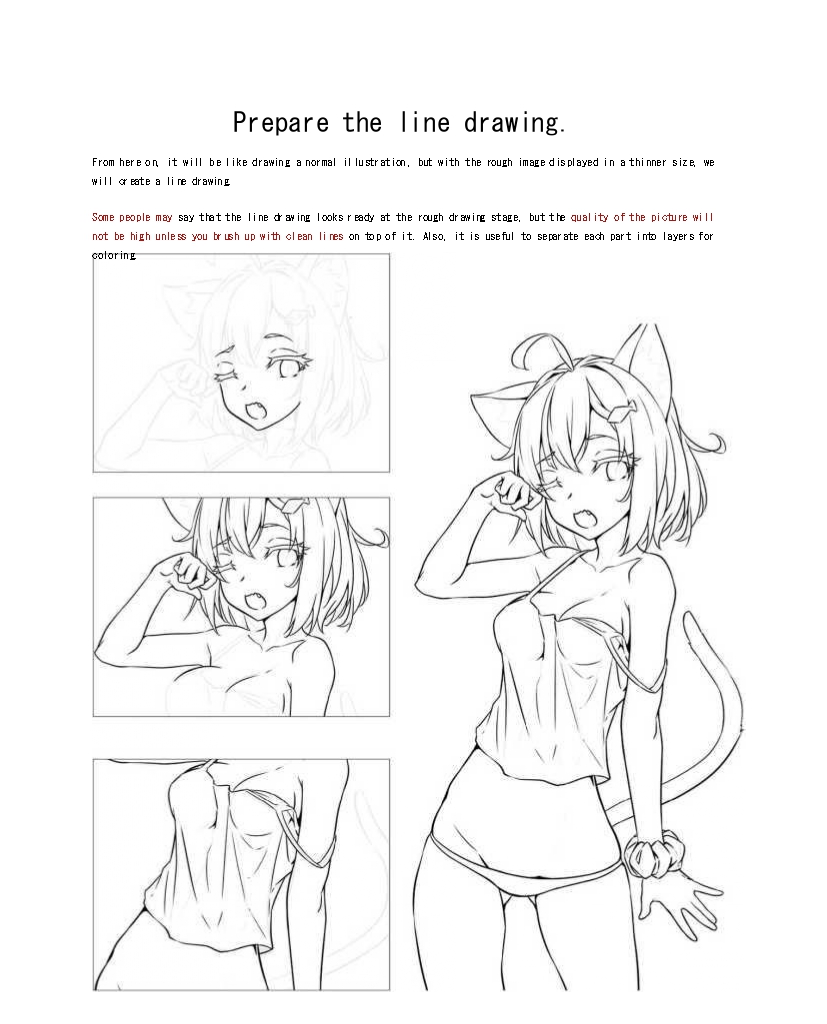 Prepare the line drawing.
From here on, it will be like drawing a normal illustration, but with the rough image displayed in a thinner size, we
will create a line drawing.
Some people may say that the line drawing looks ready at the rough drawing stage, but the quality of the picture will
not be high unless you brush up with clean lines on top of it. Also, it is useful to separate each part into layers for
coloring.